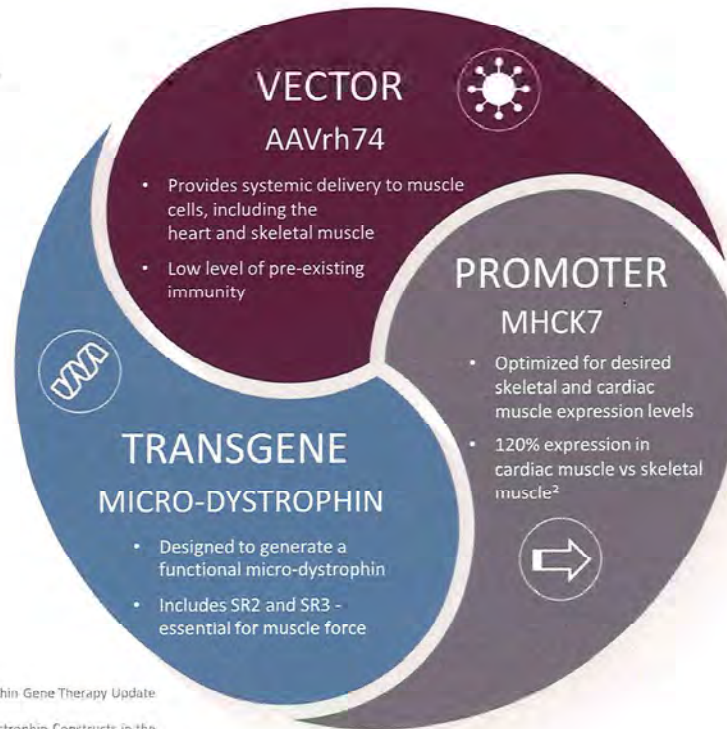 VECTOR
AAVrh74
• Provides systemic delivery to muscle
cells, including the
heart and skeletal muscle
• Low level of pre-existing
immunity
PROMOTER
MHCK7
• Optimized for desired
skeletal and cardiac
muscle expression levels
• 120% expression in
cardiac muscle vs skeletal
muscle²
TRANSGENE
MICRO-DYSTROPHIN
• Designed to generate a
functional micro-dystrophin
• Includes SR2 and SR3 -
essential for muscle force
Gene Therapy Update
Constructs in the